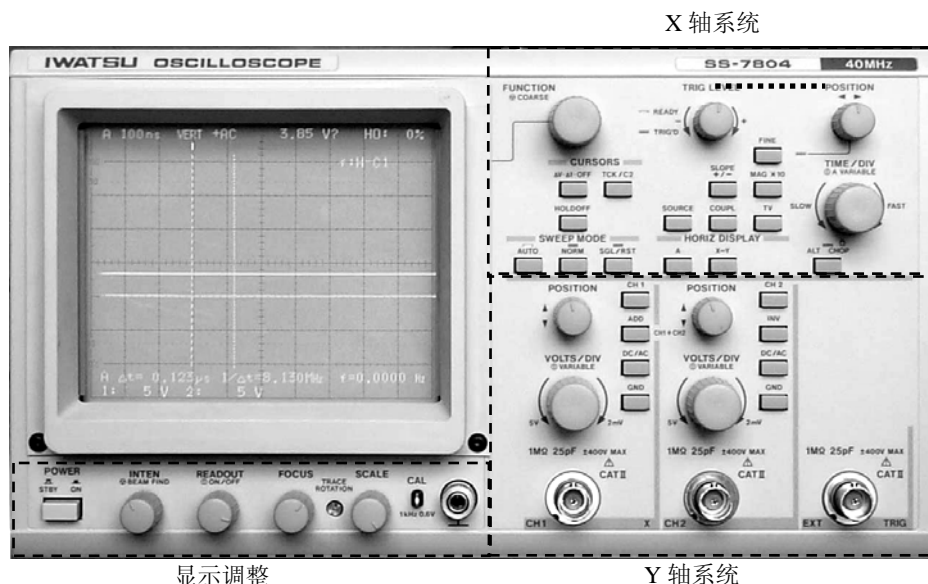 X 轴系统
IWATSU OSCILLOSCOPE
SS-7804 40MHz
A 100ns VERT +AC 3.85 V? HO: 0%
f:H-C1
A Δt= 0.123μs 1/Δt=8.130MHz f=0.0000 Hz
1: 5 V 2: 5 V
FUNCTION
COARSE
TRIG LEVEL
READY
TRIG'D
- +
POSITION
FINE
CURSORS
ΔV·Δt·OFF TCK/C2
SLOPE
+/-
MAG ×10
TIME/DIV
A VARIABLE
SLOW FAST
HOLDOFF
SOURCE COUPL TV
SWEEP MODE
AUTO NORM SGL/RST
HORIZ DISPLAY
A X-Y
ALT CHOP
POSITION
CH 1
ADD
CH1+CH2
DC/AC
GND
VOLTS/DIV
VARIABLE
5V 2mV
POSITION
CH 2
INV
DC/AC
GND
VOLTS/DIV
VARIABLE
5V 2mV
1MΩ 25pF ±400V MAX
CAT II
CH1 X
1MΩ 25pF ±400V MAX
CAT II
CH2
1MΩ 25pF ±400V MAX
CAT II
EXT TRIG
POWER
STBY ON
INTEN
BEAM FIND
READOUT
ON/OFF
FOCUS
TRACE
ROTATION
SCALE
CAL
1kHz 0.6V
显示调整
Y 轴系统